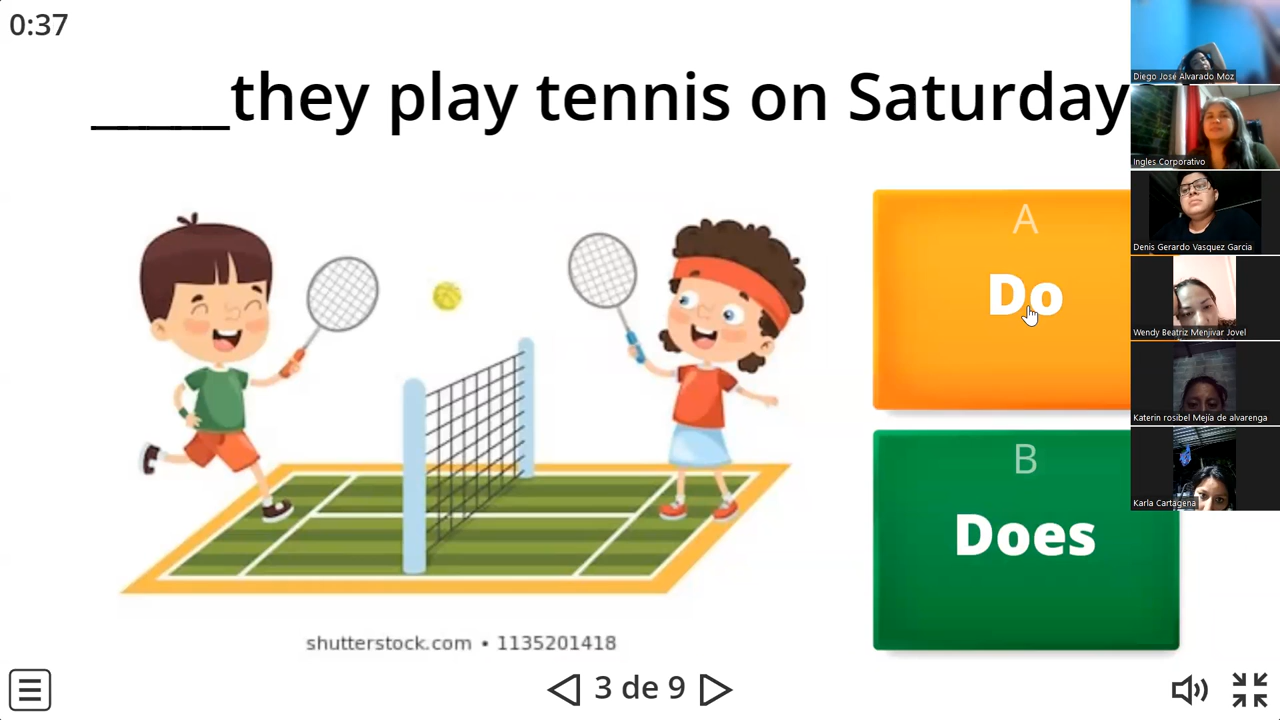 0:37
_____they play tennis on Saturday
A
Do
B
Does
shutterstock.com • 1135201418
3 de 9
Diego José Alvarado Moz
Ingles Corporativo
Denis Gerardo Vasquez Garcia
Wendy Beatriz Menjivar Jovel
Katerin rosibel Mejía de alvarenga
Karla Cartagena